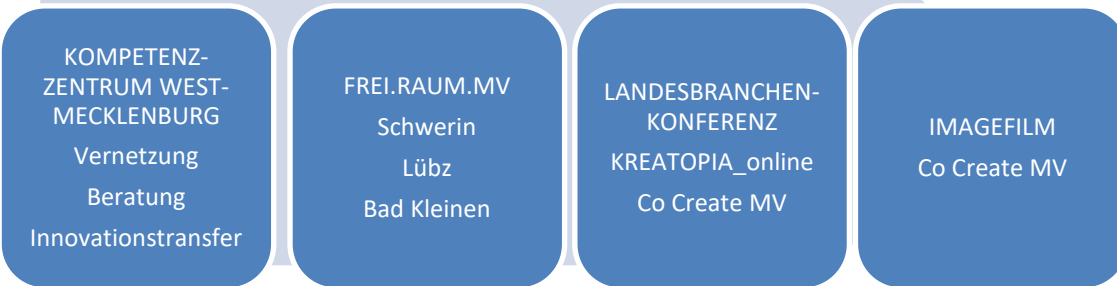 KOMPETENZ-
ZENTRUM WEST-
MECKLENBURG
Vernetzung
Beratung
Innovationstransfer
FREI.RAUM.MV
Schwerin
Lübz
Bad Kleinen
LANDESBRANCHEN-
KONFERENZ
KREATOPIA_online
Co Create MV
IMAGEFILM
Co Create MV